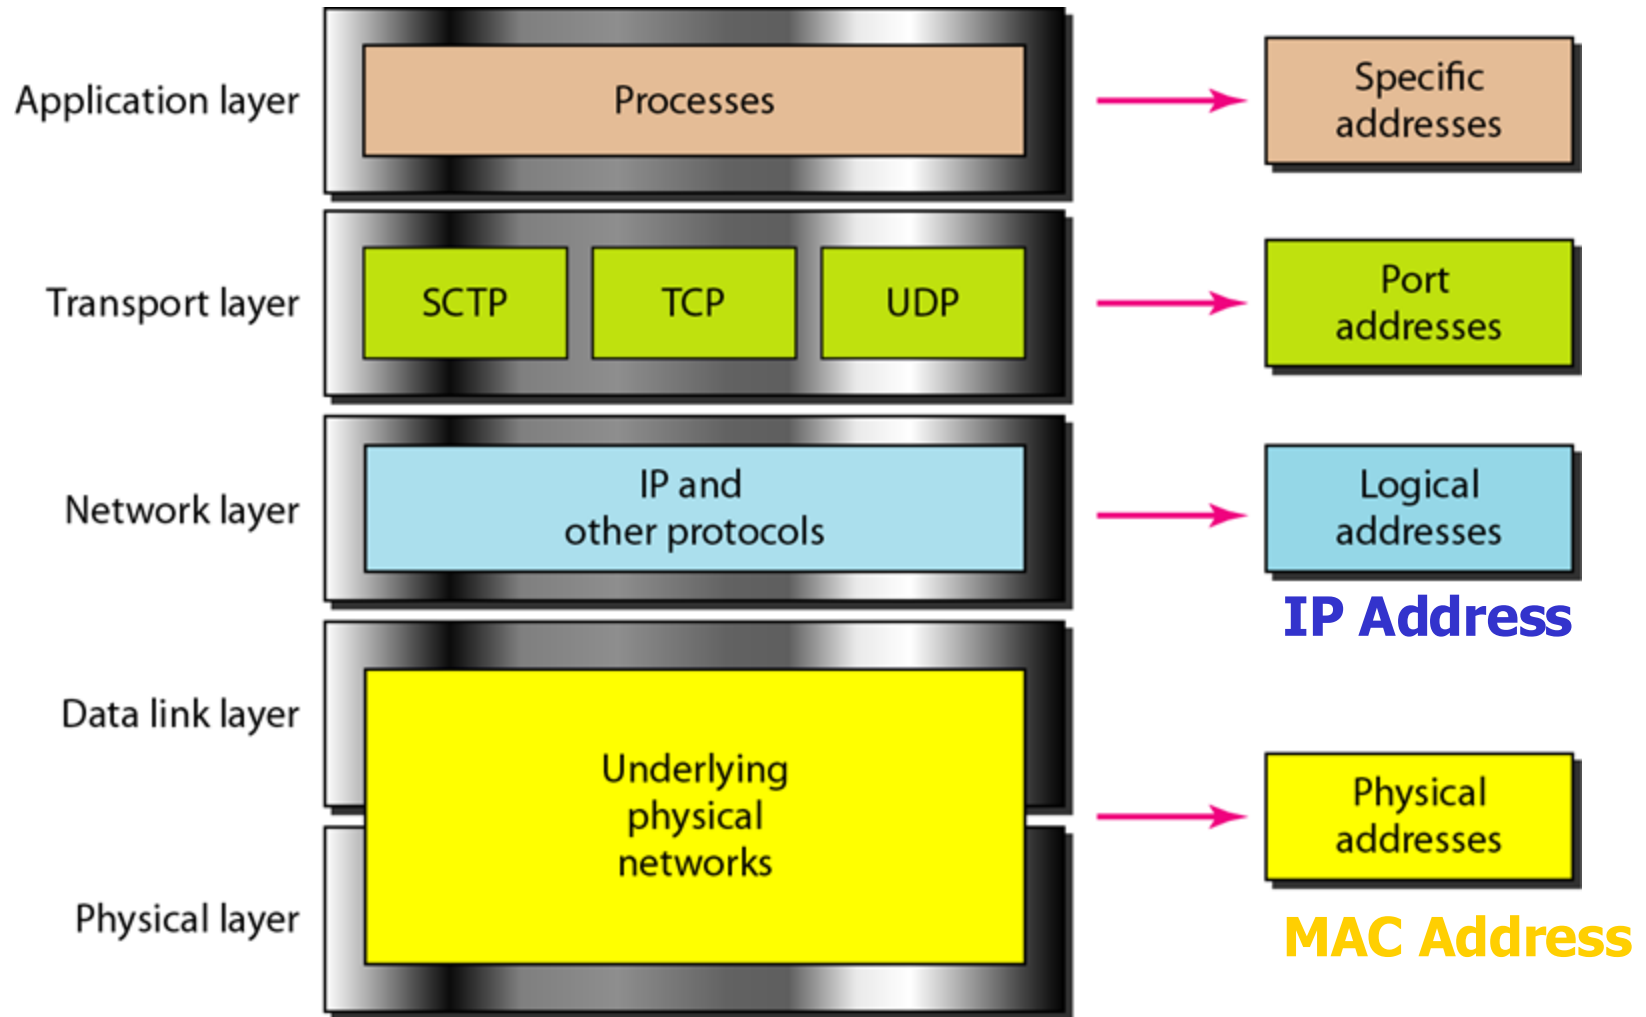 Application layer
Processes
Specific
addresses
Transport layer
SCTP
TCP
UDP
Port
addresses
Network layer
IP and
other protocols
Logical
addresses
IP Address
Data link layer
Underlying
physical
networks
Physical
addresses
Physical layer
MAC Address